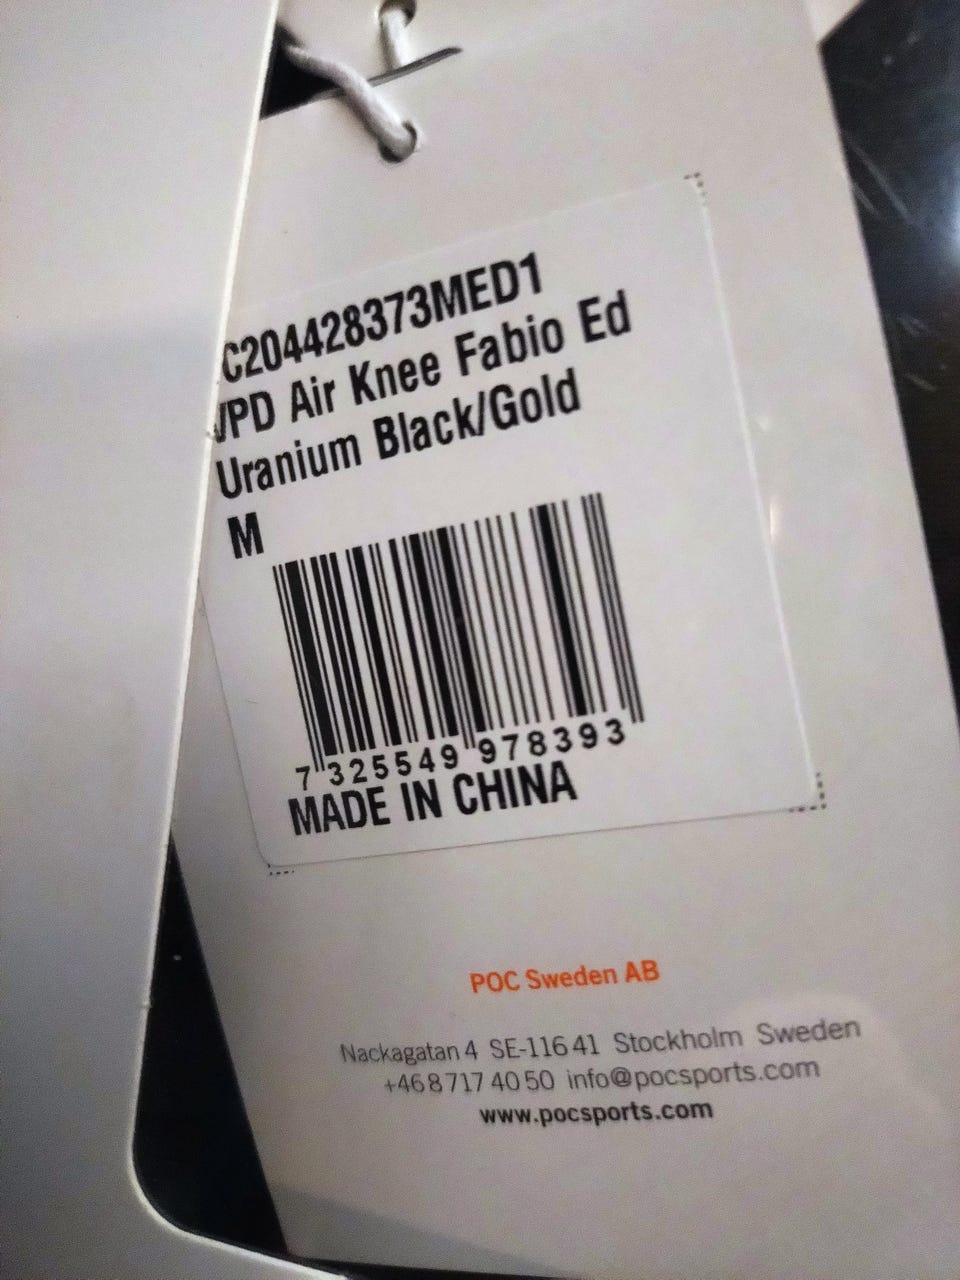 C204428373MED1
VPD Air Knee Fabio Ed
Uranium Black/Gold
M
7 325549 978393
MADE IN CHINA
POC Sweden AB
Nackagatan 4 SE-116 41 Stockholm Sweden
+46 8 717 40 50 info@pocsports.com
www.pocsports.com